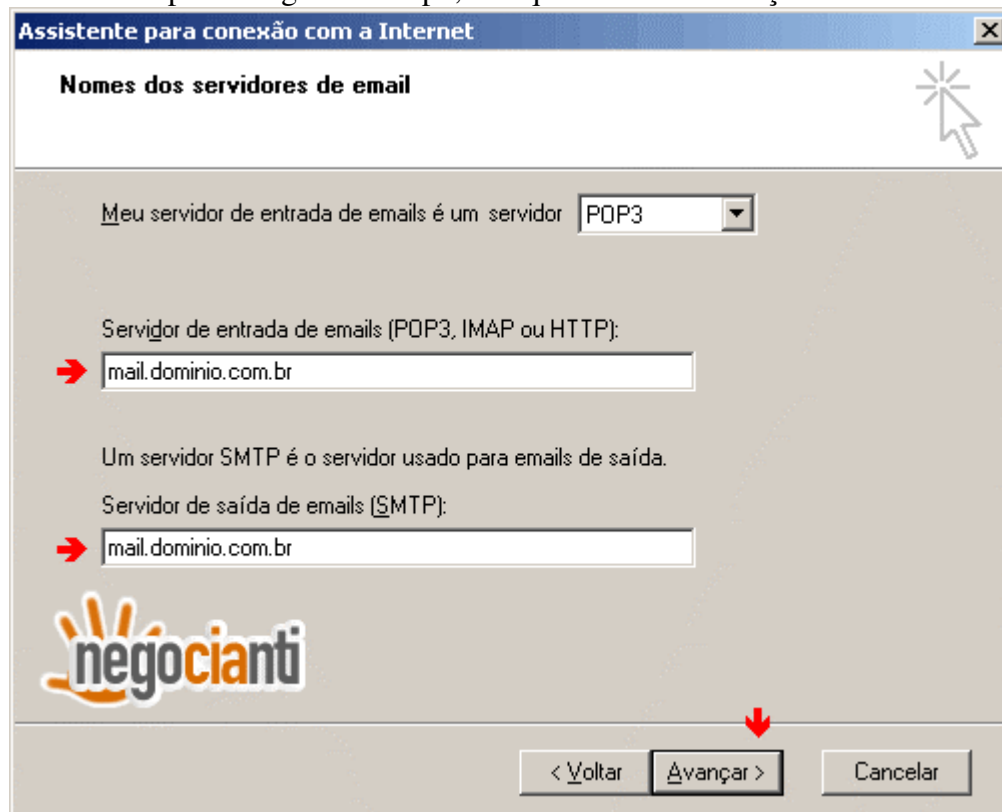 Assistente para conexão com a Internet
Nomes dos servidores de email
Meu servidor de entrada de emails é um servidor POP3
Servidor de entrada de emails (POP3, IMAP ou HTTP):
mail.dominio.com.br
Um servidor SMTP é o servidor usado para emails de saída.
Servidor de saída de emails (SMTP):
mail.dominio.com.br
negocianti
< Voltar Avançar > Cancelar